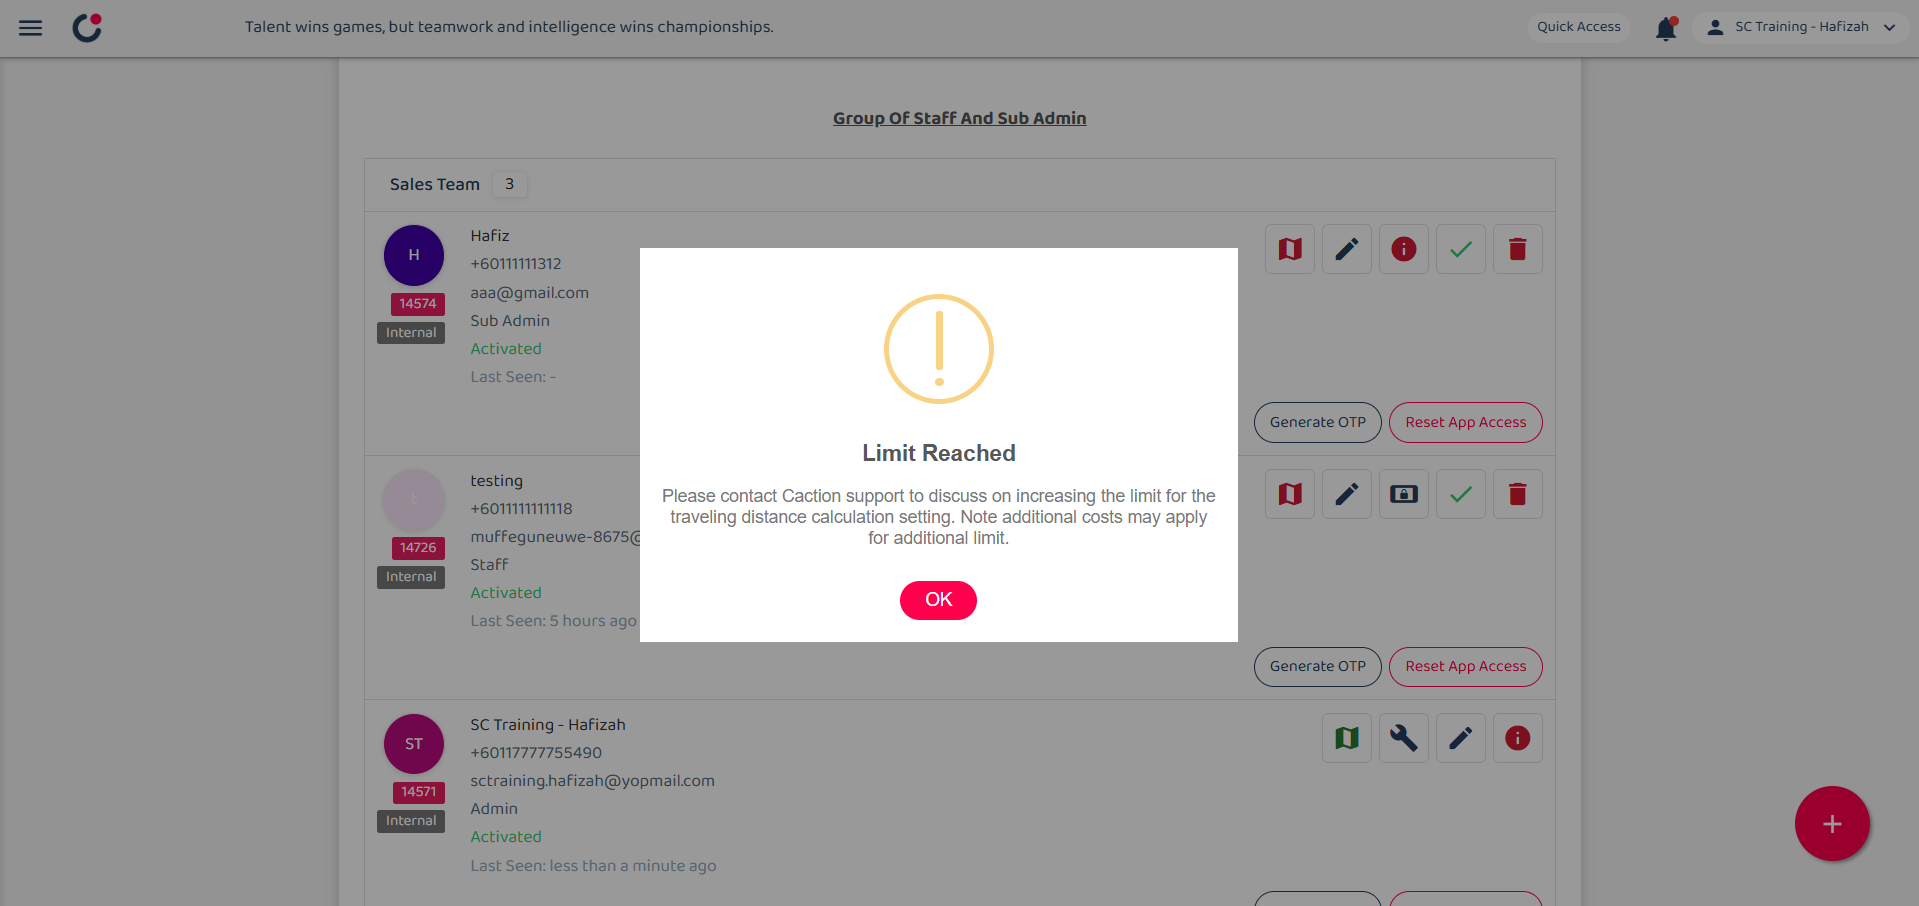 Talent wins games, but teamwork and intelligence wins championships.
Quick Access
SC Training - Hafizah
Group Of Staff And Sub Admin
Sales Team 3
H
14574
Internal
Hafiz
+60111111312
aaa@gmail.com
Sub Admin
Activated
Last Seen: -
Generate OTP
Reset App Access
t
14726
Internal
testing
+6011111111118
muffeguneuwe-8675@
Staff
Activated
Last Seen: 5 hours ago
Generate OTP
Reset App Access
Limit Reached
Please contact Caction support to discuss on increasing the limit for the
traveling distance calculation setting. Note additional costs may apply
for additional limit.
OK
ST
14571
Internal
SC Training - Hafizah
+60117777755490
sctraining.hafizah@yopmail.com
Admin
Activated
Last Seen: less than a minute ago